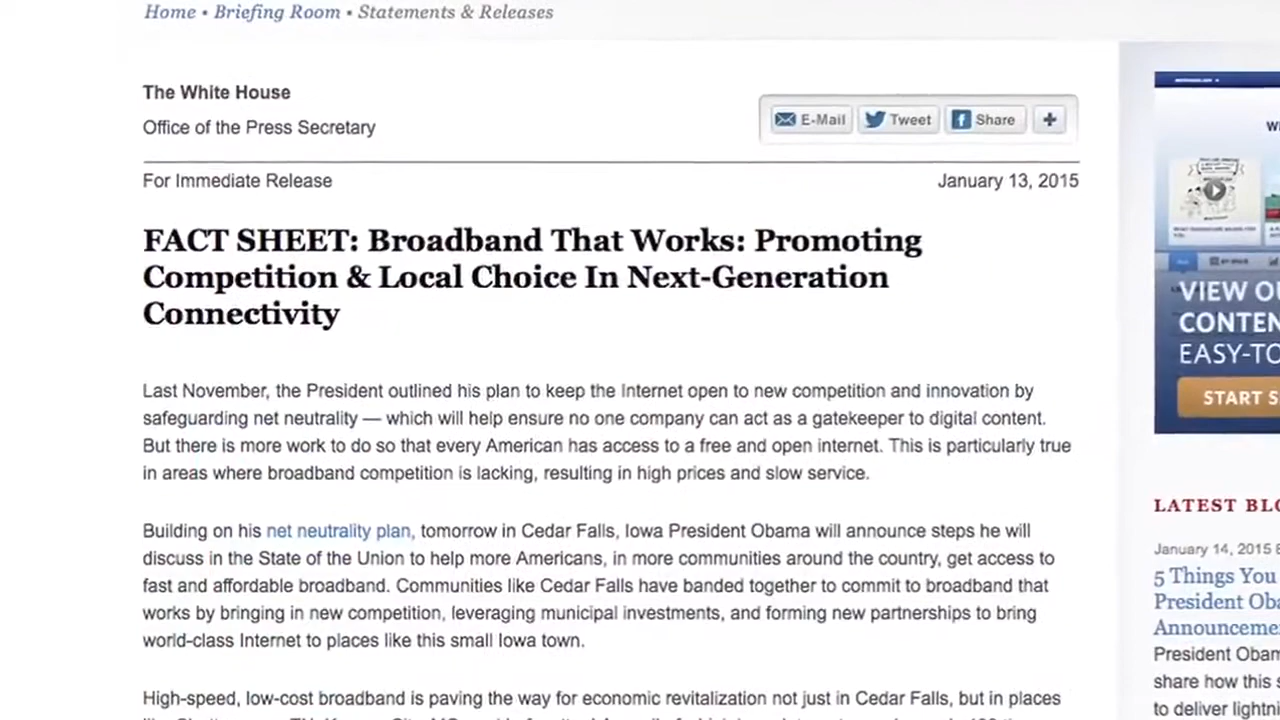 Home • Briefing Room • Statements & Releases
The White House
Office of the Press Secretary
E-Mail Tweet Share
For Immediate Release January 13, 2015
FACT SHEET: Broadband That Works: Promoting
Competition & Local Choice In Next-Generation
Connectivity
Last November, the President outlined his plan to keep the Internet open to new competition and innovation by
safeguarding net neutrality — which will help ensure no one company can act as a gatekeeper to digital content.
But there is more work to do so that every American has access to a free and open internet. This is particularly true
in areas where broadband competition is lacking, resulting in high prices and slow service.
Building on his net neutrality plan, tomorrow in Cedar Falls, Iowa President Obama will announce steps he will
discuss in the State of the Union to help more Americans, in more communities around the country, get access to
fast and affordable broadband. Communities like Cedar Falls have banded together to commit to broadband that
works by bringing in new competition, leveraging municipal investments, and forming new partnerships to bring
world-class Internet to places like this small Iowa town.
High-speed, low-cost broadband is paving the way for economic revitalization not just in Cedar Falls, but in places
VIEW
CONTEN
EASY-TO
START S
LATEST BLO
January 14, 2015
5 Things You
President Oba
Announceme
President Obam
share how this s
to deliver lightni